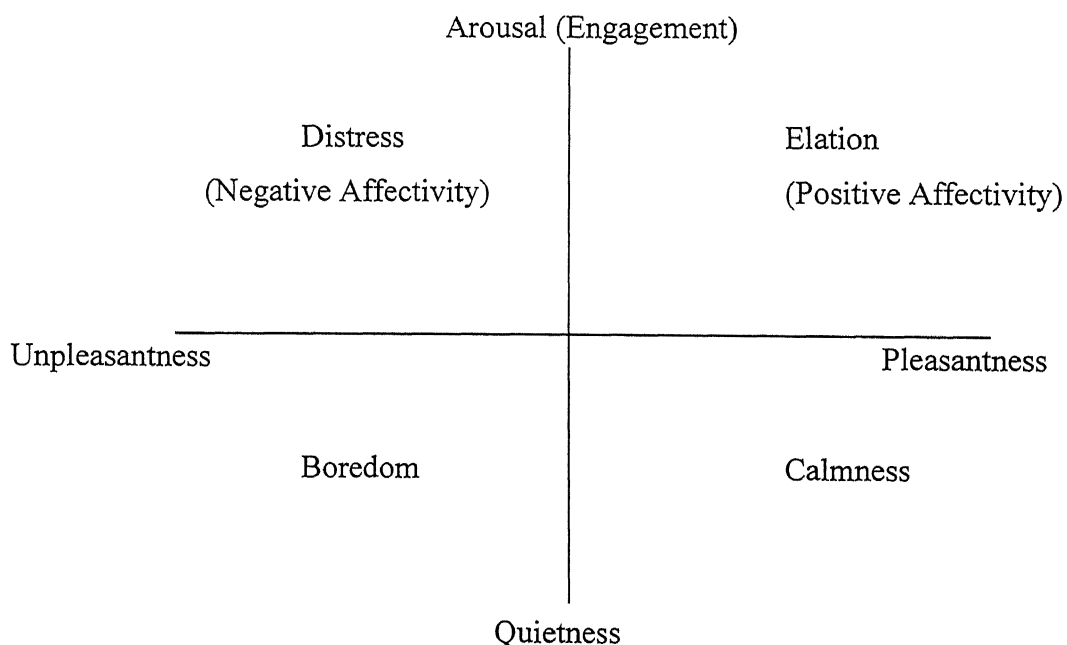 Arousal (Engagement)
Distress
(Negative Affectivity)
Elation
(Positive Affectivity)
Unpleasantness
Pleasantness
Boredom
Calmness
Quietness